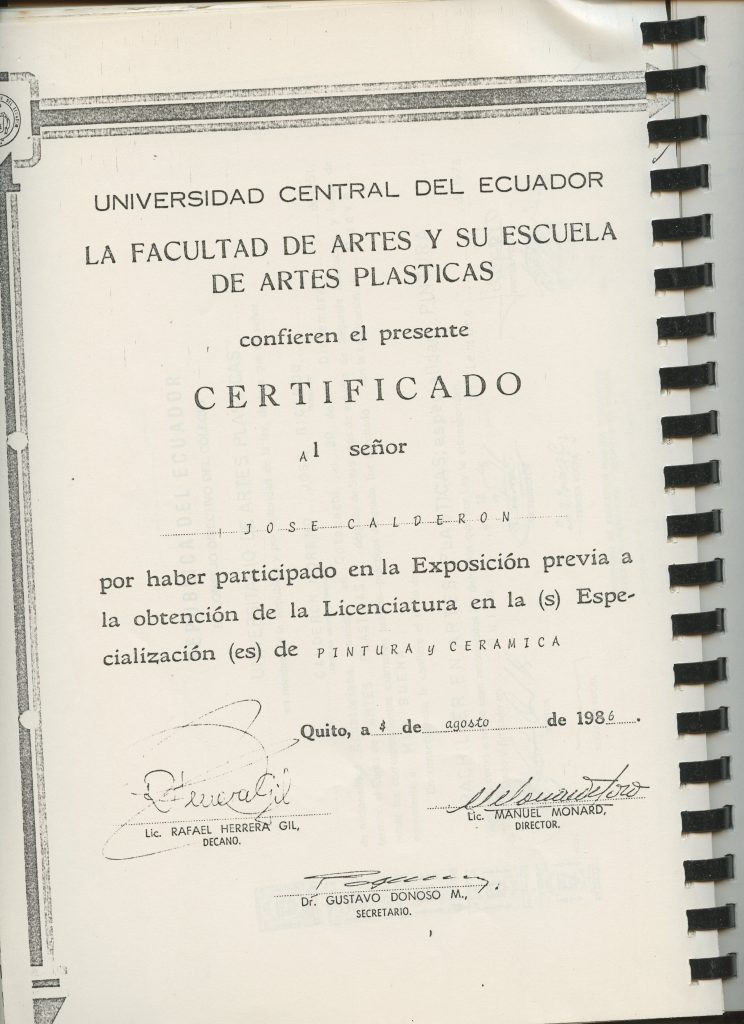 UNIVERSIDAD CENTRAL DEL ECUADOR
LA FACULTAD DE ARTES Y SU ESCUELA
DE ARTES PLASTICAS
confieren el presente
CERTIFICADO
Al señor
JOSE CALDERON
por haber participado en la Exposición previa a
la obtención de la Licenciatura en la (s) Espe-
cialización (es) de PINTURA y CERAMICA
Quito, a 4 de agosto de 1986.
R Herrera Gil
Lic. RAFAEL HERRERA GIL,
DECANO.
Lic. MANUEL MONARD,
DIRECTOR.
Dr. GUSTAVO DONOSO M.,
SECRETARIO.